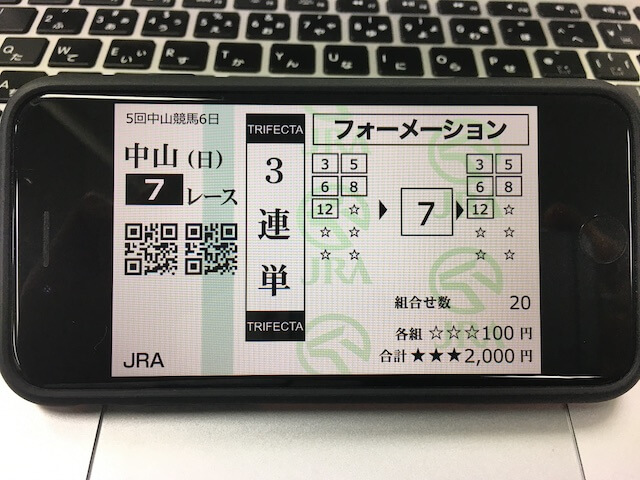 5回中山競馬6日
中山 (日)
7 レース
JRA
TRIFECTA
3連単
TRIFECTA
フォーメーション
3 5
6 8
12 ☆
☆ ☆
☆ ☆
7
3 5
6 8
12 ☆
☆ ☆
☆ ☆
組合せ数 20
各組 ☆☆☆100円
合計 ★★★2,000円
JRA
JRA